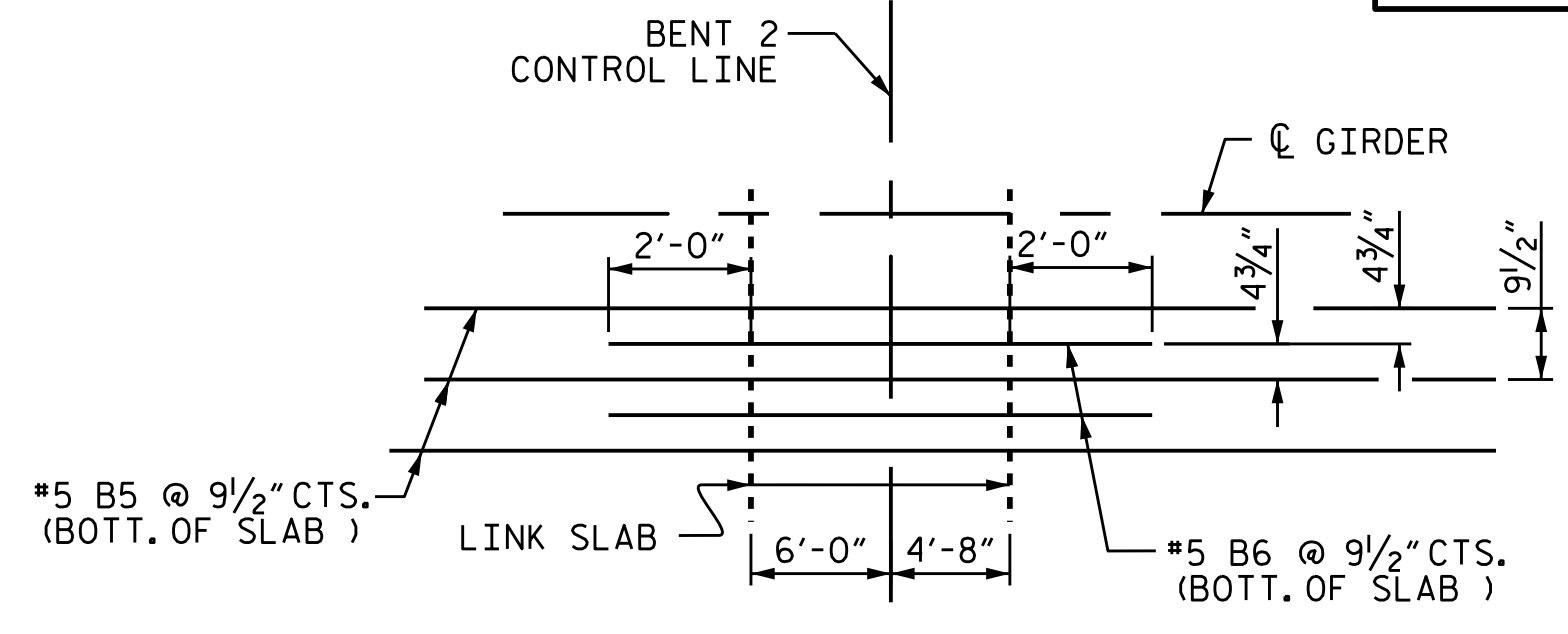 BENT 2
CONTROL LINE
℄ GIRDER
2'-0"
2'-0"
4¾"
4¾"
9½"
#5 B5 @ 9½" CTS.
(BOTT. OF SLAB )
LINK SLAB
6'-0"
4'-8"
#5 B6 @ 9½" CTS.
(BOTT. OF SLAB )